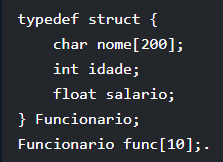 typedef struct {
    char nome[200];
    int idade;
    float salario;
} Funcionario;
Funcionario func[10];.